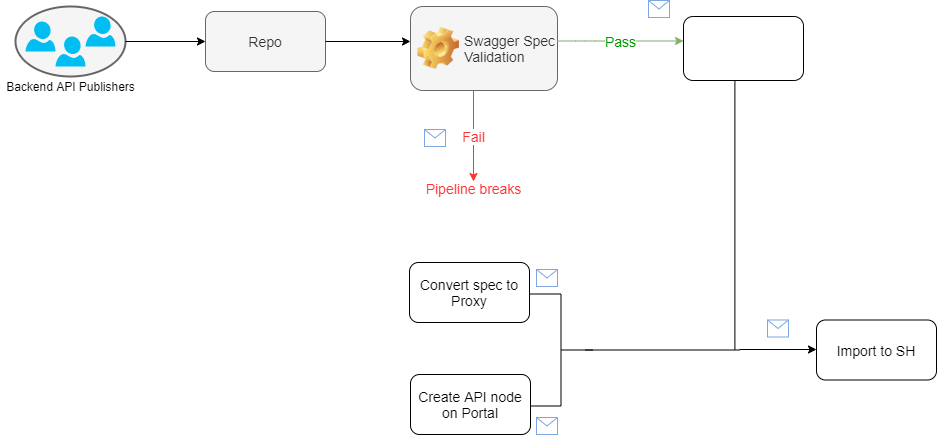 Backend API Publishers
Repo
Swagger Spec
Validation
Pass
Fail
Pipeline breaks
Convert spec to
Proxy
Import to SH
Create API node
on Portal